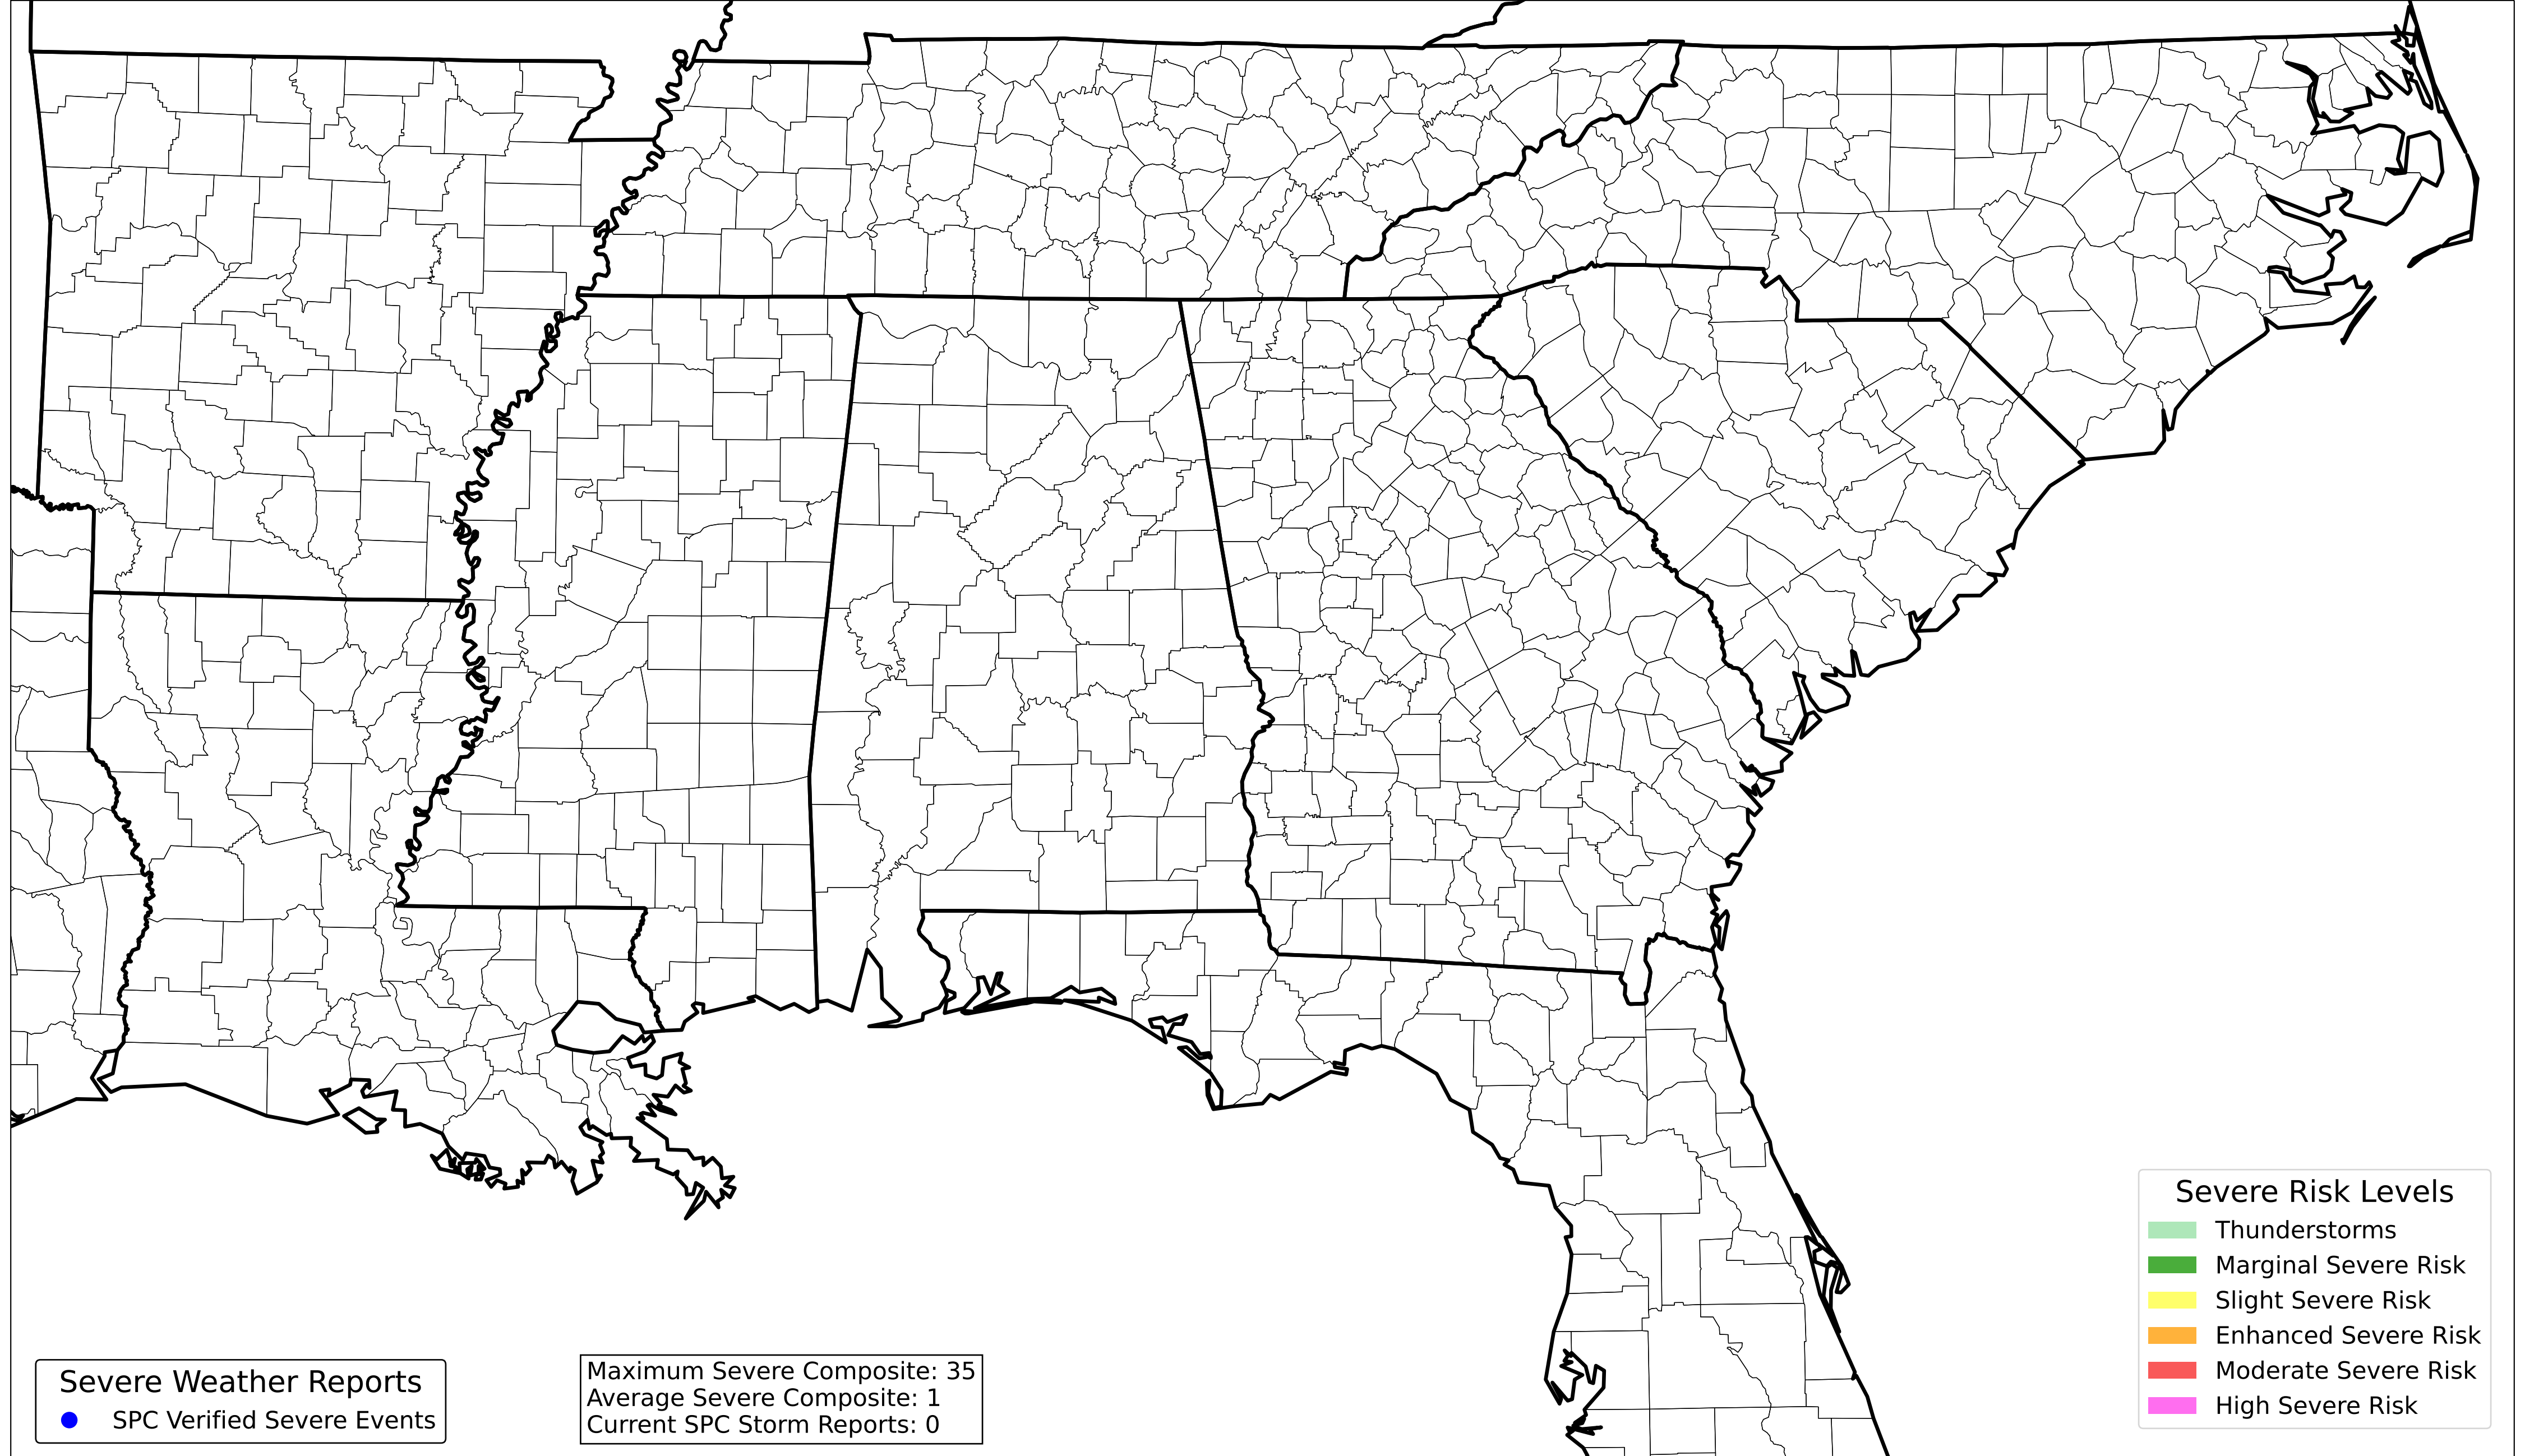 Severe Weather Reports
SPC Verified Severe Events
Maximum Severe Composite: 35
Average Severe Composite: 1
Current SPC Storm Reports: 0
Severe Risk Levels
Thunderstorms
Marginal Severe Risk
Slight Severe Risk
Enhanced Severe Risk
Moderate Severe Risk
High Severe Risk